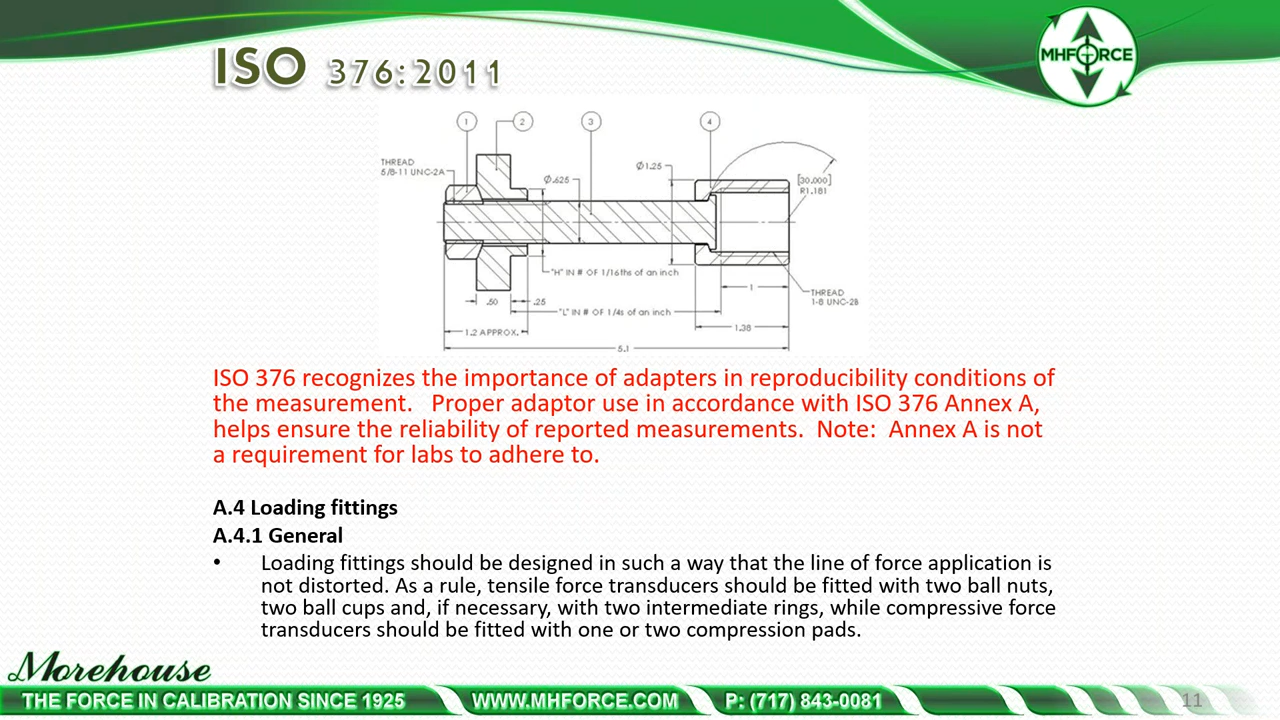 ISO 376:2011
MHFORCE
1
2
3
4
THREAD
5/8-11 UNC-2A
Ø.625
Ø1.25
[30.000]
R1.181
"H" IN # OF 1/16ths of an inch
THREAD
1-8 UNC-2B
1
.50
.25
"L" IN # OF 1/4s of an inch
1.2 APPROX.
1.38
5.1
ISO 376 recognizes the importance of adapters in reproducibility conditions of
the measurement. Proper adaptor use in accordance with ISO 376 Annex A,
helps ensure the reliability of reported measurements. Note: Annex A is not
a requirement for labs to adhere to.
A.4 Loading fittings
A.4.1 General
• Loading fittings should be designed in such a way that the line of force application is
not distorted. As a rule, tensile force transducers should be fitted with two ball nuts,
two ball cups and, if necessary, with two intermediate rings, while compressive force
transducers should be fitted with one or two compression pads.
Morehouse
THE FORCE IN CALIBRATION SINCE 1925 WWW.MHFORCE.COM P: (717) 843-0081 11